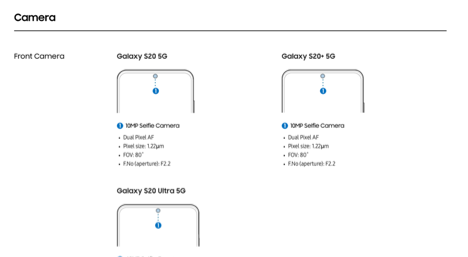 Camera
Front Camera
Galaxy S20 5G
Galaxy S20+ 5G
1
1
1 10MP Selfie Camera
1 10MP Selfie Camera
• Dual Pixel AF
• Pixel size: 1.22μm
• FOV: 80˚
• F.No (aperture): F2.2
• Dual Pixel AF
• Pixel size: 1.22μm
• FOV: 80˚
• F.No (aperture): F2.2
Galaxy S20 Ultra 5G
1